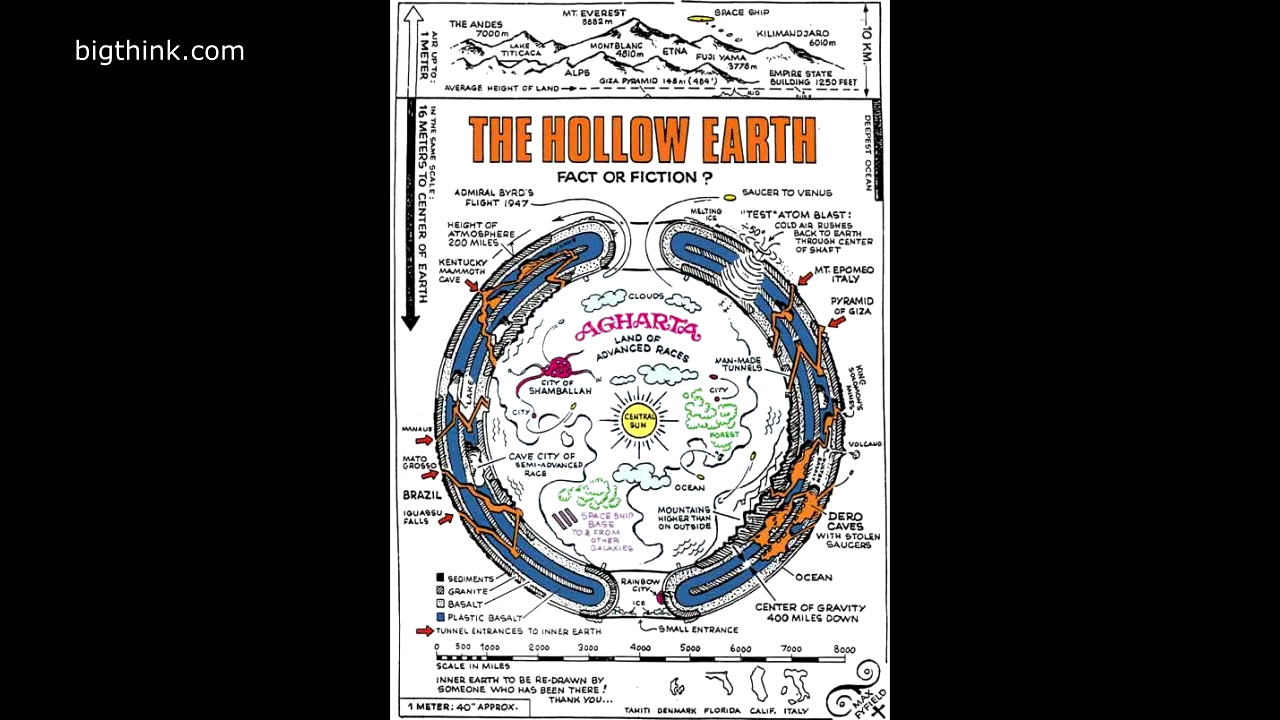 bigthink.com
THE ANDES
7000m
MT. EVEREST
8882m
SPACE SHIP
LAKE
TITICACA
MONTBLANC
4810m
ETNA
FUJI YAMA
3776m
KILIMANDJARO
6010m
ALPS
GIZA PYRAMID 148m (484')
EMPIRE STATE
BUILDING 1250 FEET
AVERAGE HEIGHT OF LAND
AIR UP TO:
1 METER
10 KM.
IN THE SAME SCALE:
16 METERS TO CENTER OF EARTH
DEEPEST OCEAN
THE HOLLOW EARTH
FACT OR FICTION?
ADMIRAL BYRD'S
FLIGHT 1947
SAUCER TO VENUS
MELTING
ICE
"TEST" ATOM BLAST:
COLD AIR RUSHES
BACK TO EARTH
THROUGH CENTER
OF SHAFT
-50°
HEIGHT OF
ATMOSPHERE
200 MILES
KENTUCKY
MAMMOTH
CAVE
MT. EPOMEO
ITALY
PYRAMID
OF GIZA
KING
SOLOMON'S
MINES
CLOUDS
AGHARTA
LAND OF
ADVANCED RACES
MAN-MADE
TUNNELS
CITY OF
SHAMBALLAH
CITY
CITY
LAKE
CENTRAL
SUN
FOREST
MANAUS
MATO
GROSSO
BRAZIL
IGUASSU
FALLS
VOLCANO
CAVE CITY OF
SEMI-ADVANCED
RACE
OCEAN
SPACE SHIP
BASE
TO & FROM
OTHER
GALAXIES
MOUNTAINS
HIGHER THAN
ON OUTSIDE
DERO
CAVES
WITH STOLEN
SAUCERS
OCEAN
RAINBOW
CITY
ICE
CENTER OF GRAVITY
400 MILES DOWN
SMALL ENTRANCE
SEDIMENTS
GRANITE
BASALT
PLASTIC BASALT
TUNNEL ENTRANCES TO INNER EARTH
0 500 1000 2000 3000 4000 5000 6000 7000 8000
SCALE IN MILES
INNER EARTH TO BE RE-DRAWN BY
SOMEONE WHO HAS BEEN THERE!
THANK YOU...
1 METER: 40" APPROX.
TAHITI DENMARK FLORIDA CALIF. ITALY
MAX
FYFIELD